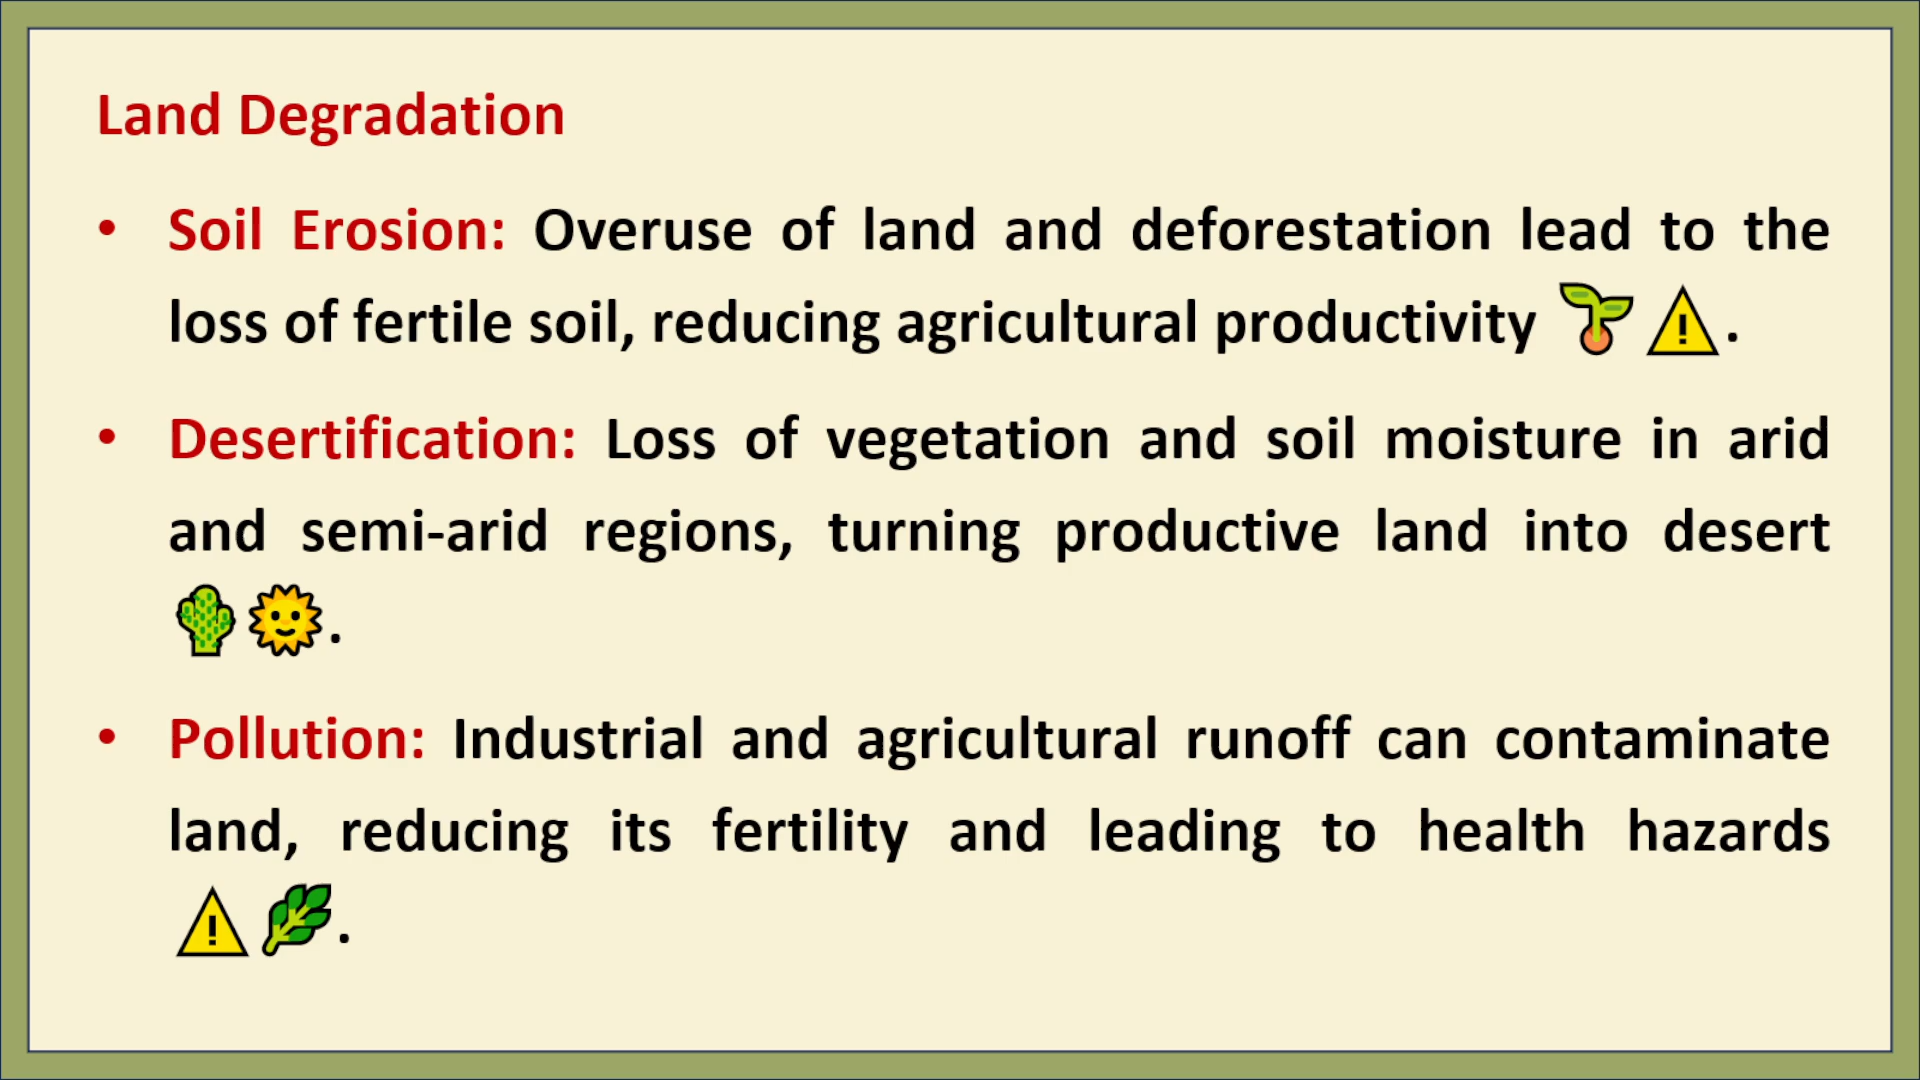 Land Degradation
• Soil Erosion: Overuse of land and deforestation lead to the
loss of fertile soil, reducing agricultural productivity 🌱⚠️.
• Desertification: Loss of vegetation and soil moisture in arid
and semi-arid regions, turning productive land into desert
🌵🌞.
• Pollution: Industrial and agricultural runoff can contaminate
land, reducing its fertility and leading to health hazards
⚠️🌿.